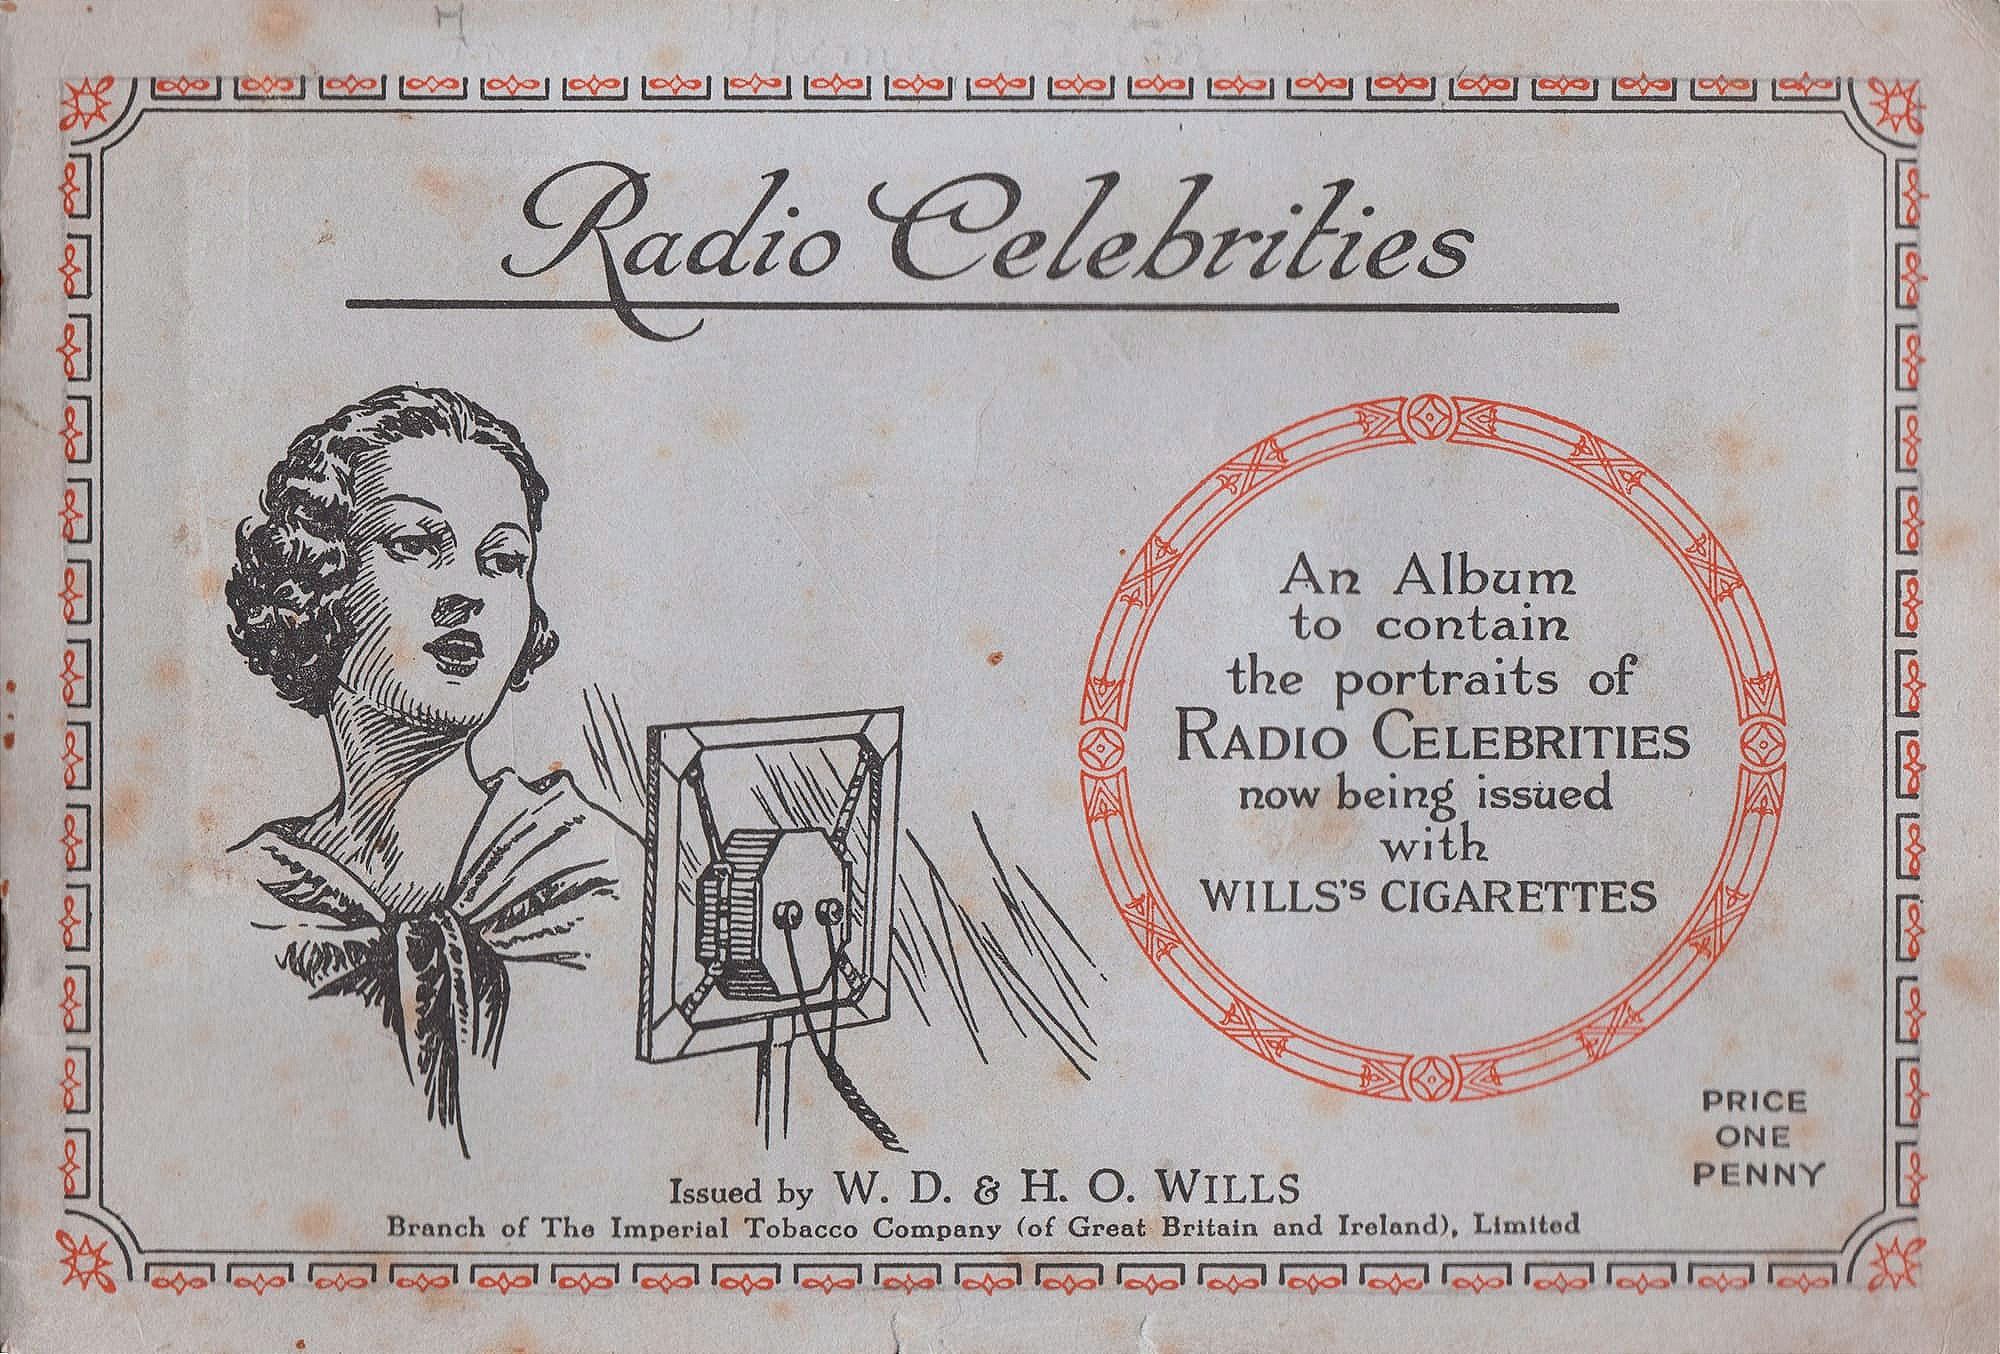 Radio Celebrities
An Album
to contain
the portraits of
RADIO CELEBRITIES
now being issued
with
WILLS'S CIGARETTES
PRICE
ONE
PENNY
Issued by W. D. & H. O. WILLS
Branch of The Imperial Tobacco Company (of Great Britain and Ireland), Limited